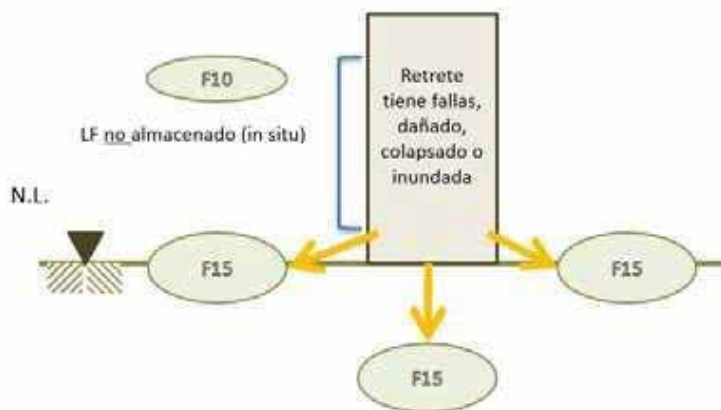 F10
LF no almacenado (in situ)
Retrete
tiene fallas,
dañado,
colapsado o
inundada
N.L.
F15
F15
F15